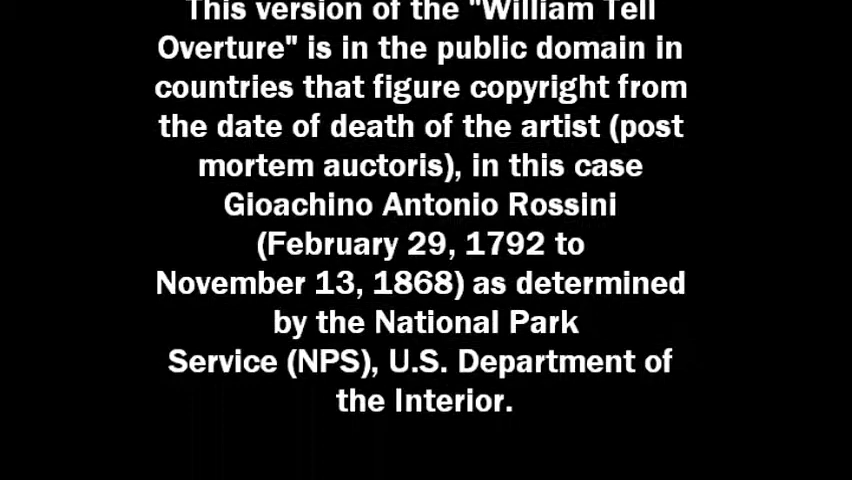 This version of the "William Tell
Overture" is in the public domain in
countries that figure copyright from
the date of death of the artist (post
mortem auctoris), in this case
Gioachino Antonio Rossini
(February 29, 1792 to
November 13, 1868) as determined
by the National Park
Service (NPS), U.S. Department of
the Interior.